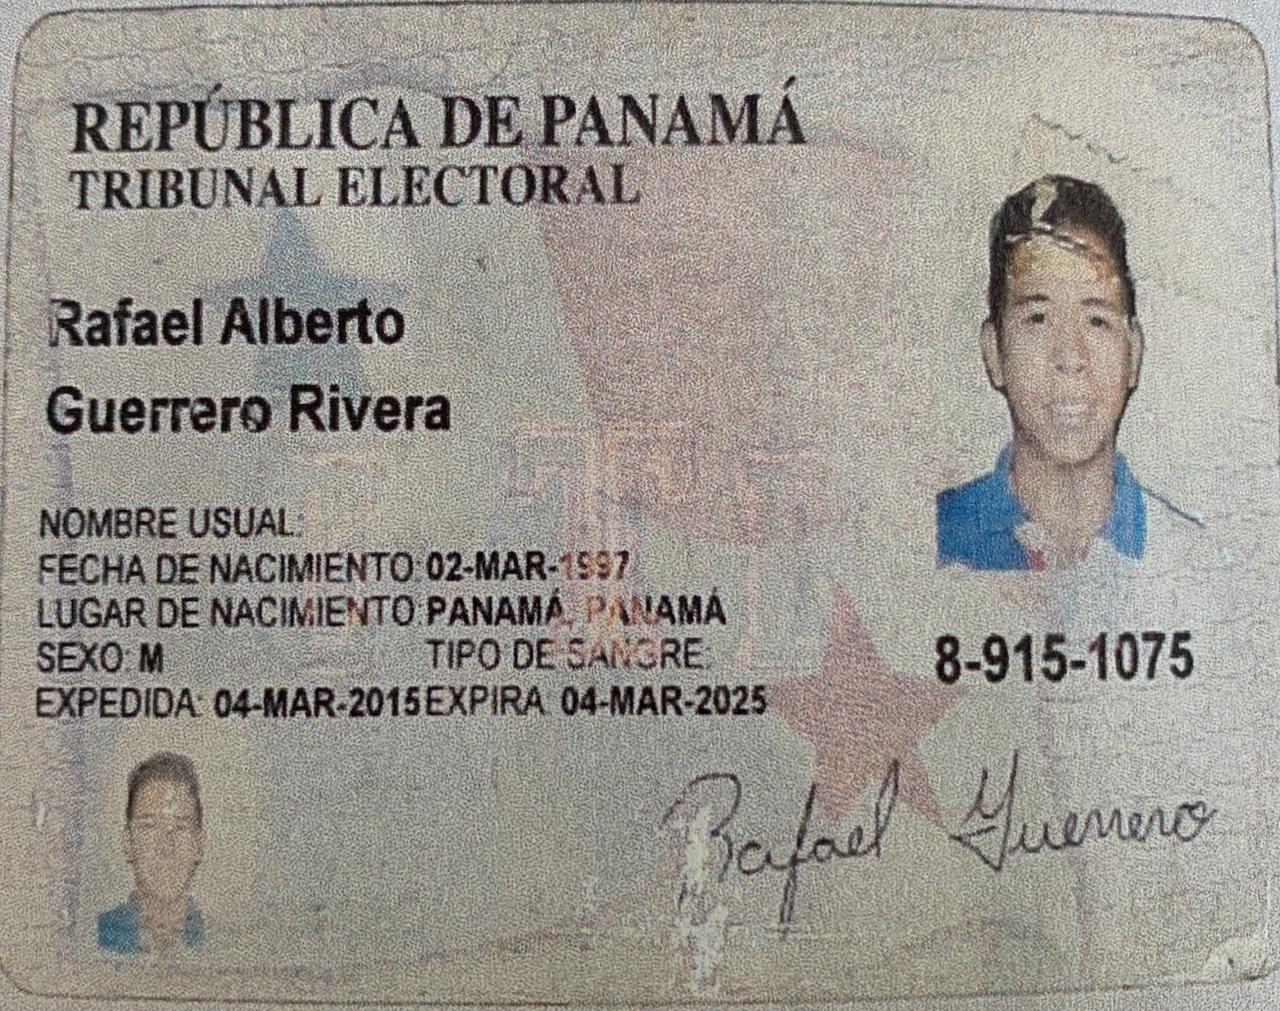 REPÚBLICA DE PANAMÁ
TRIBUNAL ELECTORAL
Rafael Alberto
Guerrero Rivera
NOMBRE USUAL:
FECHA DE NACIMIENTO: 02-MAR-1997
LUGAR DE NACIMIENTO: PANAMÁ, PANAMÁ
SEXO: M TIPO DE SANGRE:
EXPEDIDA: 04-MAR-2015 EXPIRA: 04-MAR-2025
8-915-1075
Rafael Guerrero